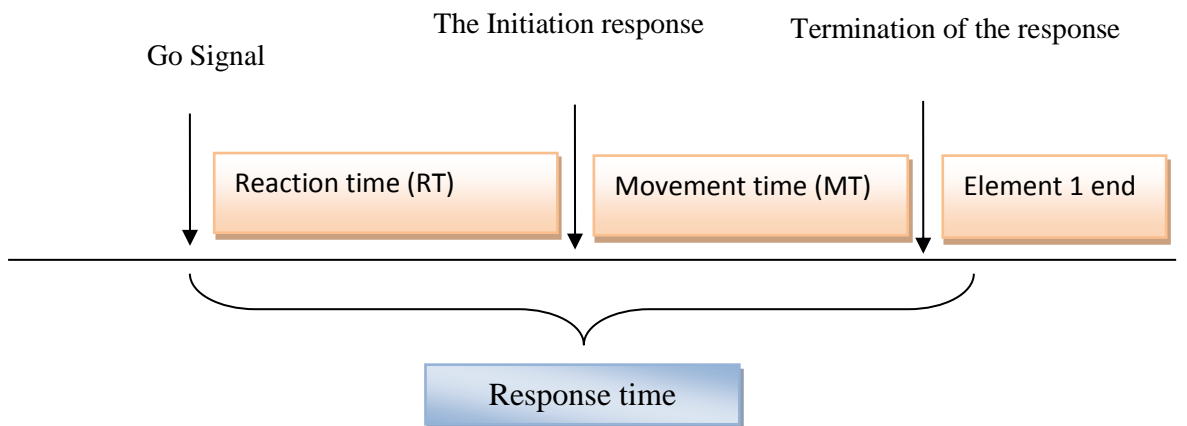 The Initiation response
Termination of the response
Go Signal
Reaction time (RT)
Movement time (MT)
Element 1 end
Response time